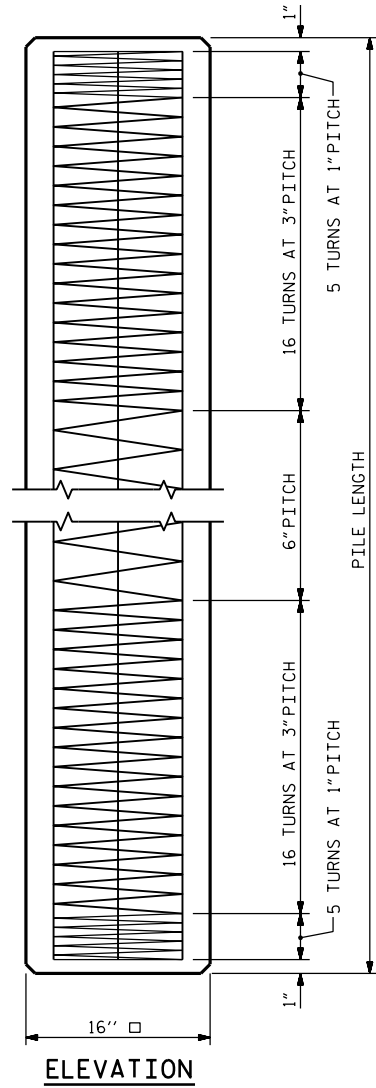 1"
5 TURNS AT 1"PITCH
16 TURNS AT 3"PITCH
6"PITCH
PILE LENGTH
16 TURNS AT 3"PITCH
5 TURNS AT 1"PITCH
1"
16'' □
ELEVATION